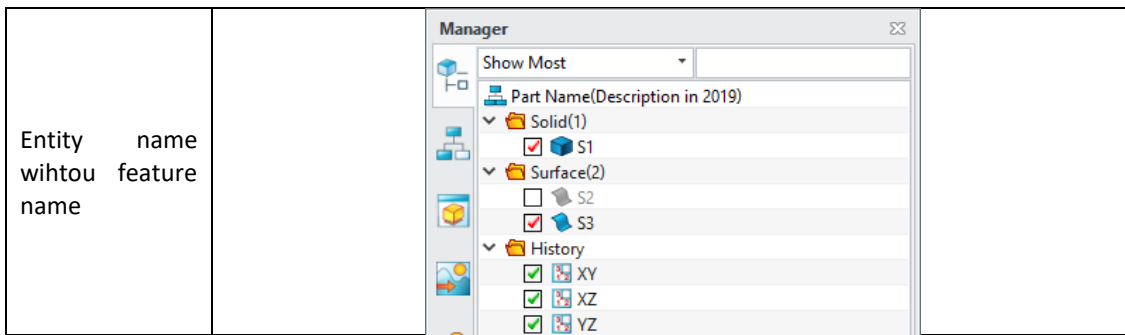 Entity name
wihtou feature
name
Manager
Show Most
Part Name(Description in 2019)
Solid(1)
S1
Surface(2)
S2
S3
History
XY
XZ
YZ